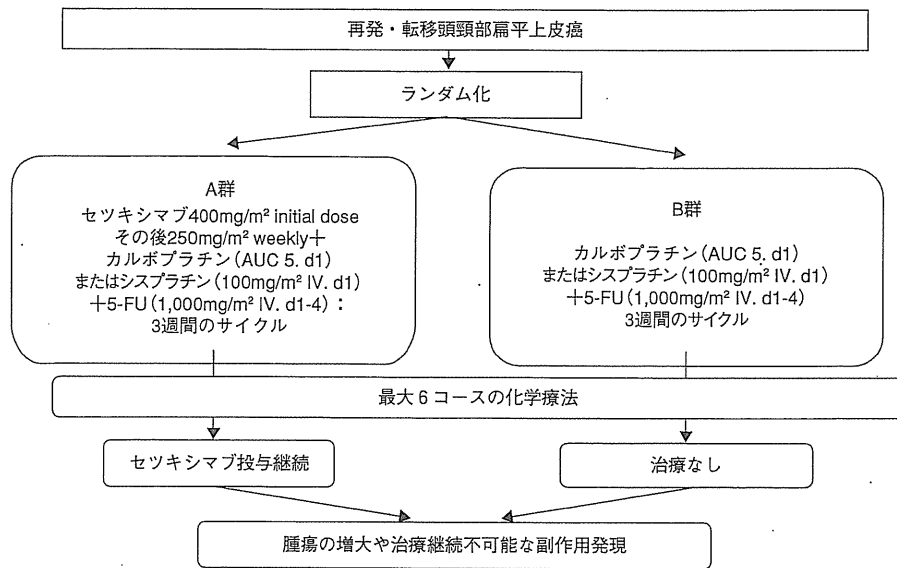 再発・転移頭頸部扁平上皮癌
ランダム化
A群
セツキシマブ400mg/m² initial dose
その後250mg/m² weekly＋
カルボプラチン（AUC 5. d1）
またはシスプラチン（100mg/m² IV. d1）
＋5-FU（1,000mg/m² IV. d1-4）：
3週間のサイクル
B群
カルボプラチン（AUC 5. d1）
またはシスプラチン（100mg/m² IV. d1）
＋5-FU（1,000mg/m² IV. d1-4）
3週間のサイクル
最大６コースの化学療法
セツキシマブ投与継続
治療なし
腫瘍の増大や治療継続不可能な副作用発現